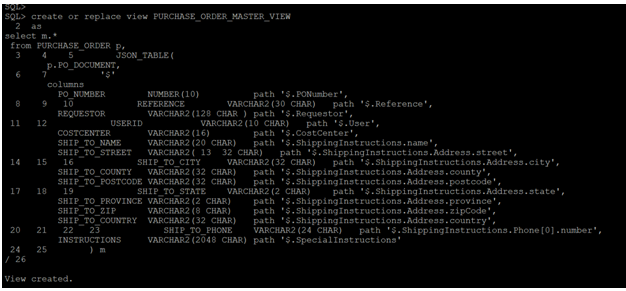 SQL>
SQL> create or replace view PURCHASE_ORDER_MASTER_VIEW
2 as
select m.*
from PURCHASE_ORDER p,
3 4 5 JSON_TABLE(
p.PO_DOCUMENT,
6 7 '$'
columns
PO_NUMBER NUMBER(10) path '$.PONumber',
8 9 10 REFERENCE VARCHAR2(30 CHAR) path '$.Reference',
REQUESTOR VARCHAR2(128 CHAR ) path '$.Requestor',
11 12 USERID VARCHAR2(10 CHAR) path '$.User',
COSTCENTER VARCHAR2(16) path '$.CostCenter',
SHIP_TO_NAME VARCHAR2(20 CHAR) path '$.ShippingInstructions.name',
SHIP_TO_STREET VARCHAR2( 13 32 CHAR) path '$.ShippingInstructions.Address.street',
14 15 16 SHIP_TO_CITY VARCHAR2(32 CHAR) path '$.ShippingInstructions.Address.city',
SHIP_TO_COUNTY VARCHAR2(32 CHAR) path '$.ShippingInstructions.Address.county',
SHIP_TO_POSTCODE VARCHAR2(32 CHAR) path '$.ShippingInstructions.Address.postcode',
17 18 19 SHIP_TO_STATE VARCHAR2(2 CHAR) path '$.ShippingInstructions.Address.state',
SHIP_TO_PROVINCE VARCHAR2(2 CHAR) path '$.ShippingInstructions.Address.province',
SHIP_TO_ZIP VARCHAR2(8 CHAR) path '$.ShippingInstructions.Address.zipCode',
SHIP_TO_COUNTRY VARCHAR2(32 CHAR) path '$.ShippingInstructions.Address.country',
20 21 22 23 SHIP_TO_PHONE VARCHAR2(24 CHAR) path '$.ShippingInstructions.Phone[0].number',
INSTRUCTIONS VARCHAR2(2048 CHAR) path '$.SpecialInstructions'
24 25 ) m
/ 26
View created.